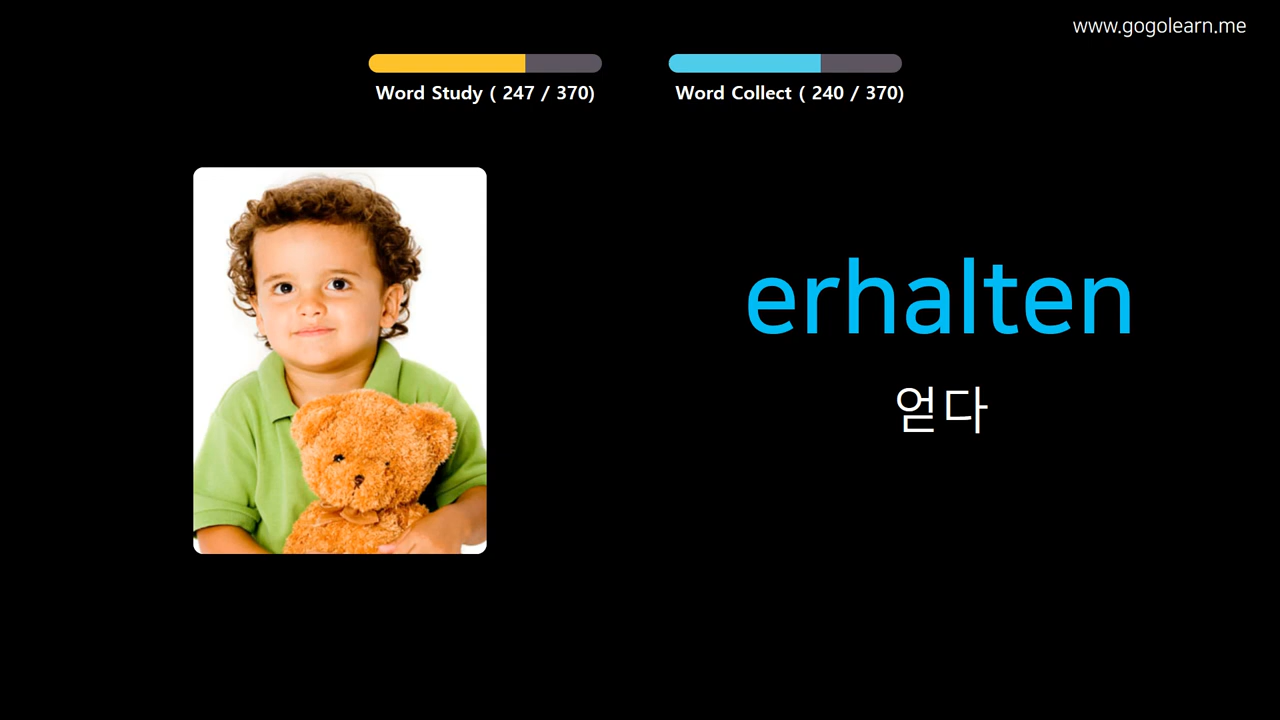 www.gogolearn.me
Word Study ( 247 / 370)
Word Collect ( 240 / 370)
erhalten
얻다